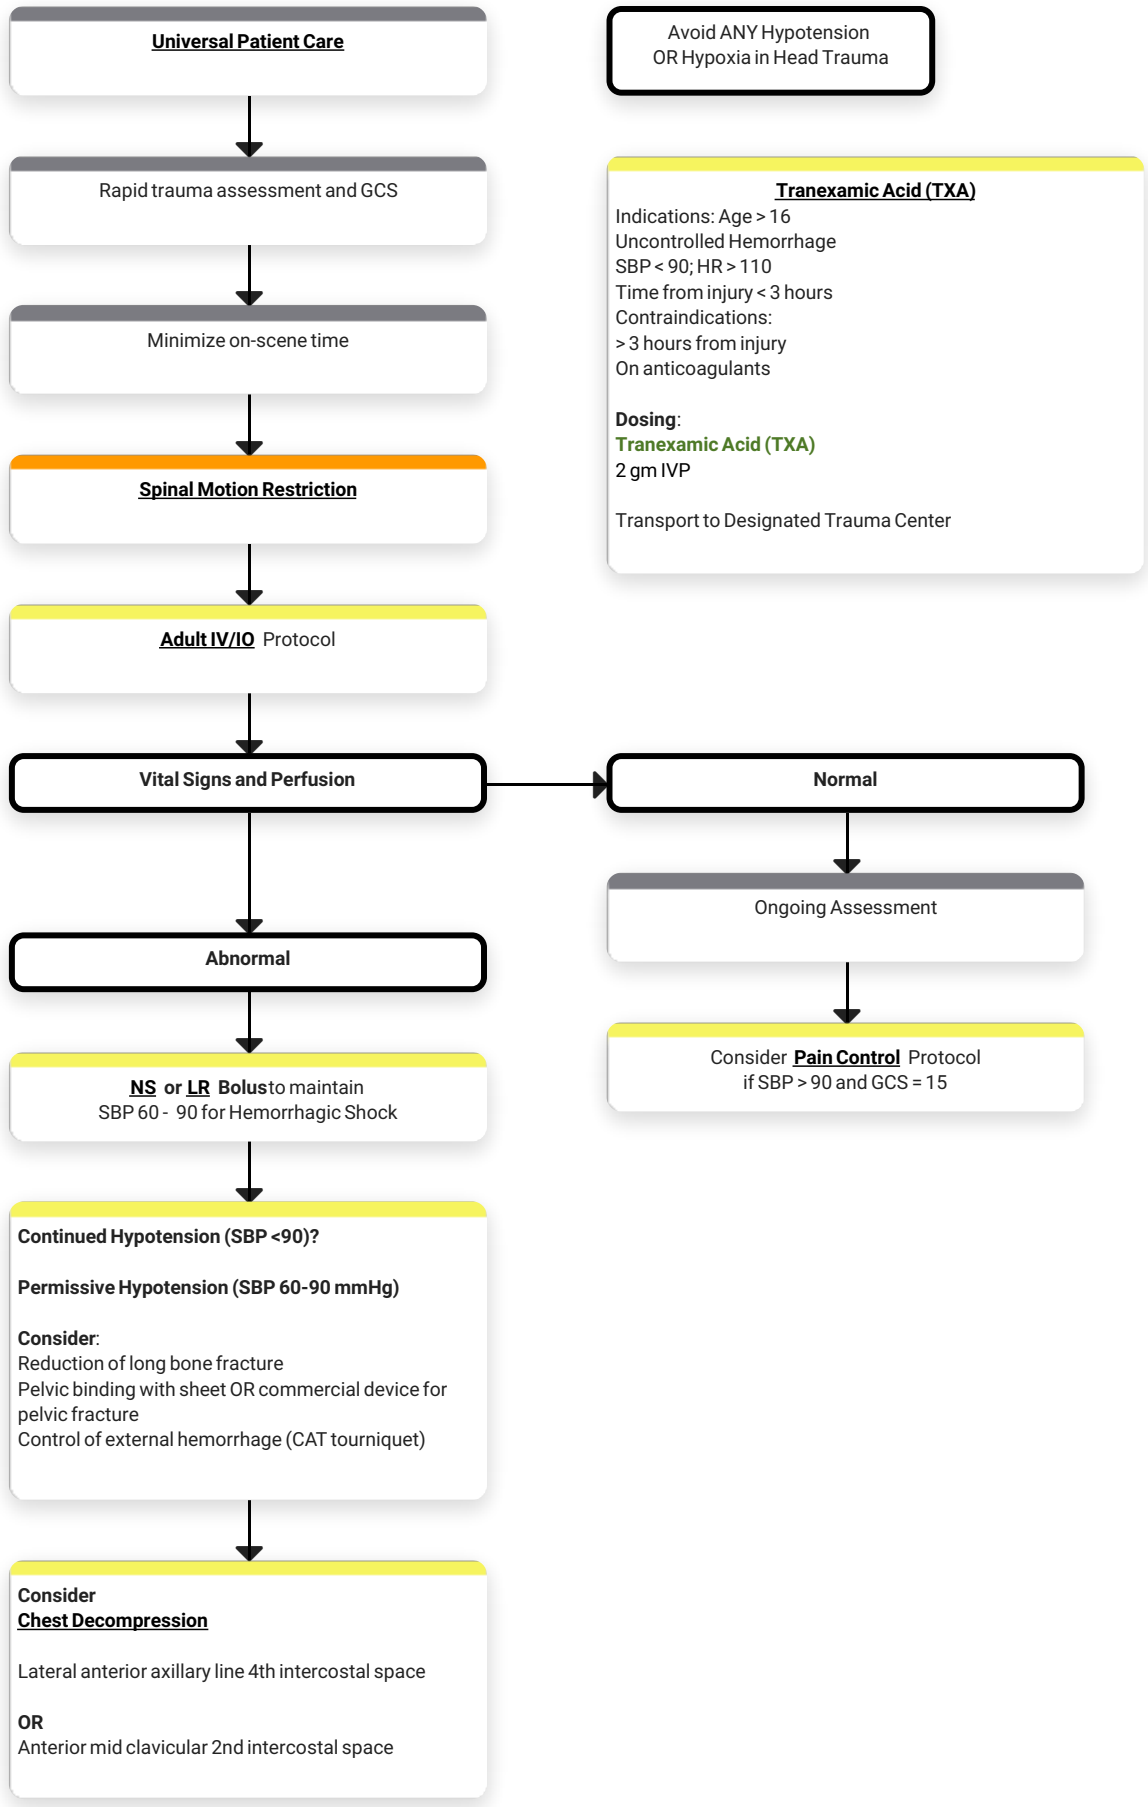 Universal Patient Care
Avoid ANY Hypotension
OR Hypoxia in Head Trauma
Rapid trauma assessment and GCS
Minimize on-scene time
Spinal Motion Restriction
Adult IV/IO Protocol
Tranexamic Acid (TXA)
Indications: Age > 16
Uncontrolled Hemorrhage
SBP < 90; HR > 110
Time from injury < 3 hours
Contraindications:
> 3 hours from injury
On anticoagulants
Dosing:
Tranexamic Acid (TXA)
2 gm IVP
Transport to Designated Trauma Center
Vital Signs and Perfusion
Normal
Ongoing Assessment
Consider Pain Control Protocol
if SBP > 90 and GCS = 15
Abnormal
NS or LR Bolusto maintain
SBP 60 - 90 for Hemorrhagic Shock
Continued Hypotension (SBP <90)?
Permissive Hypotension (SBP 60-90 mmHg)
Consider:
Reduction of long bone fracture
Pelvic binding with sheet OR commercial device for
pelvic fracture
Control of external hemorrhage (CAT tourniquet)
Consider
Chest Decompression
Lateral anterior axillary line 4th intercostal space
OR
Anterior mid clavicular 2nd intercostal space